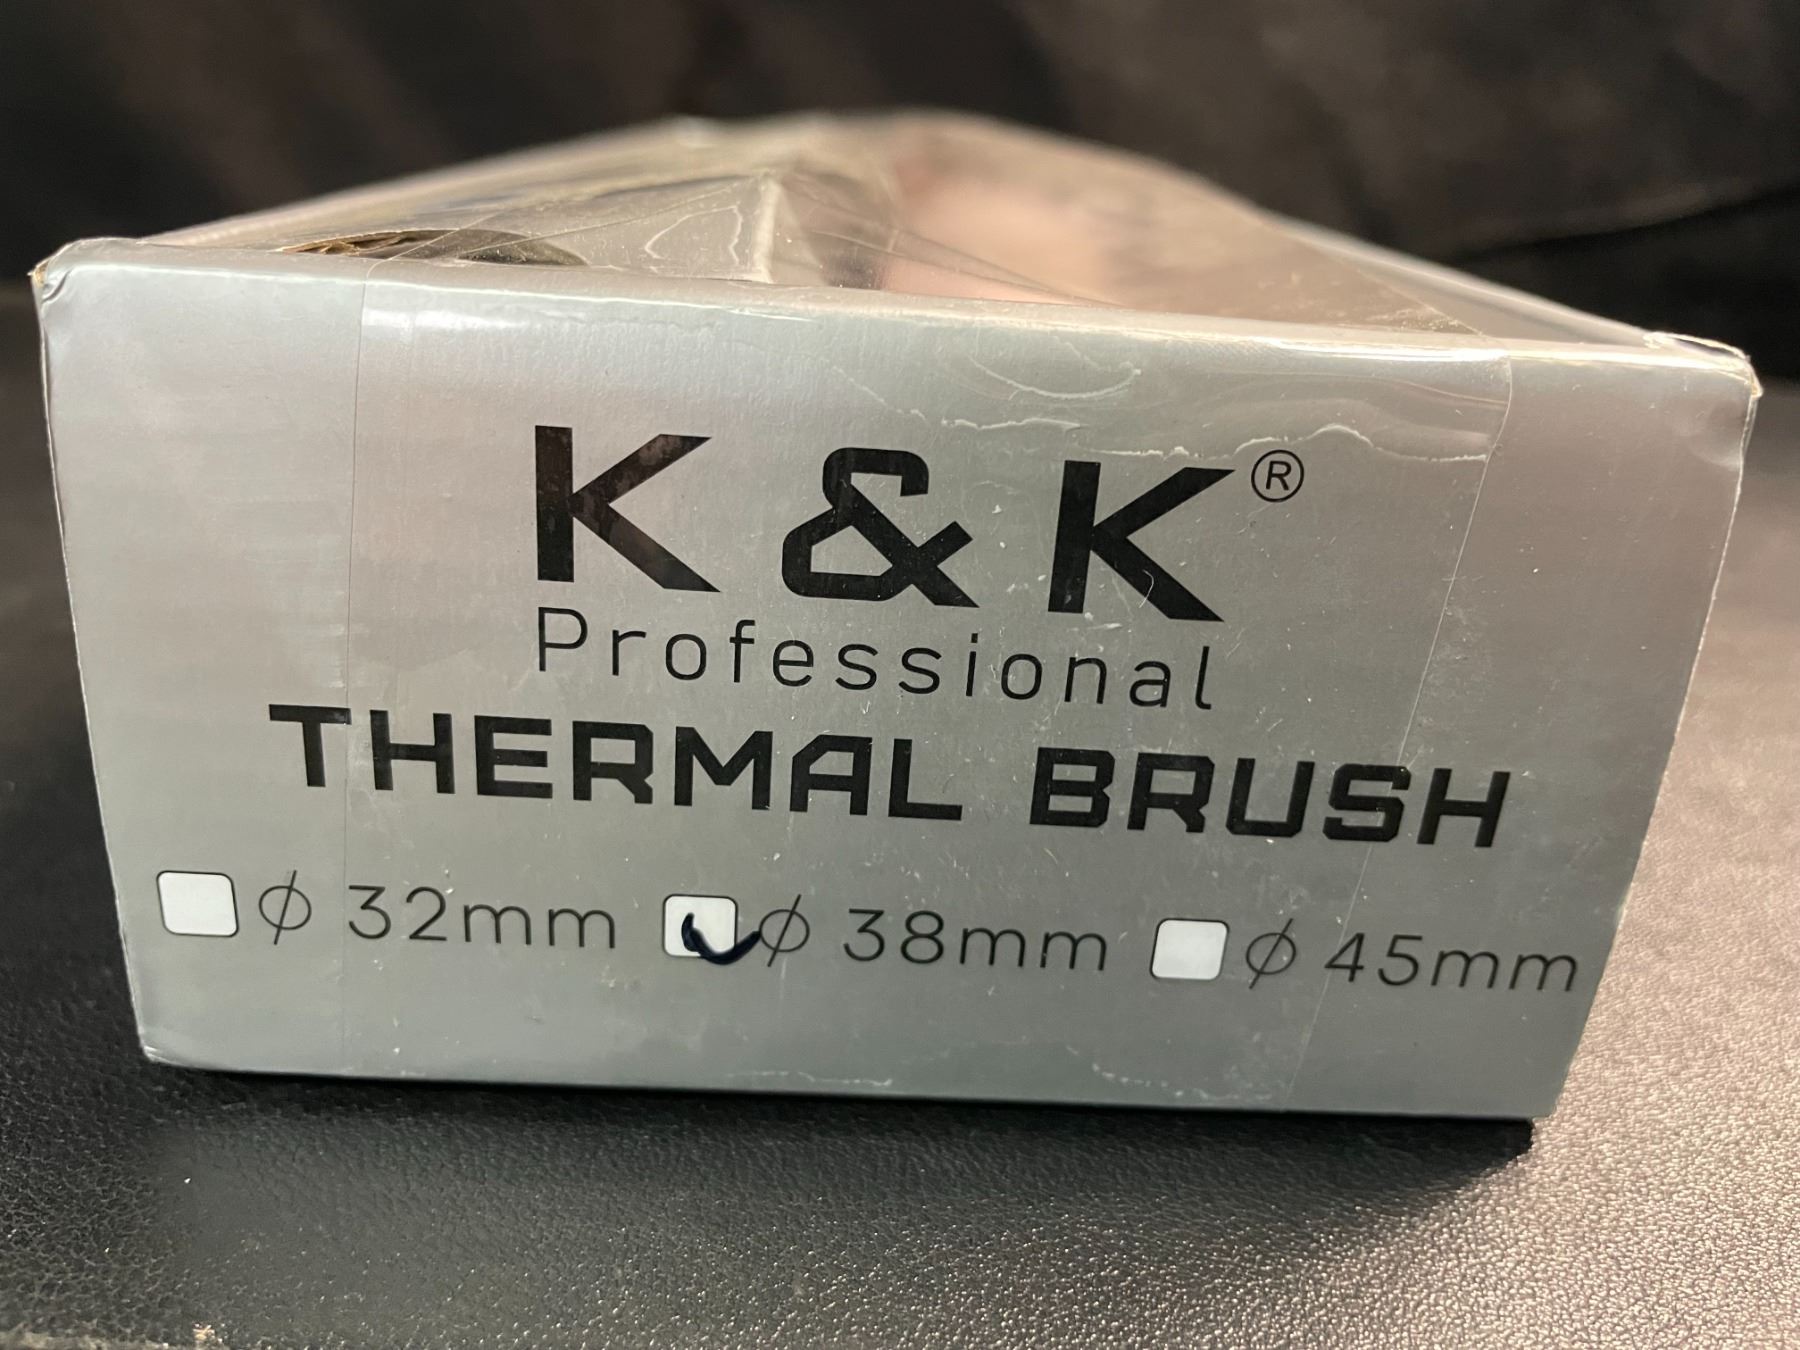 K & K®
Professional
THERMAL BRUSH
ϕ 32mm ϕ 38mm ϕ 45mm